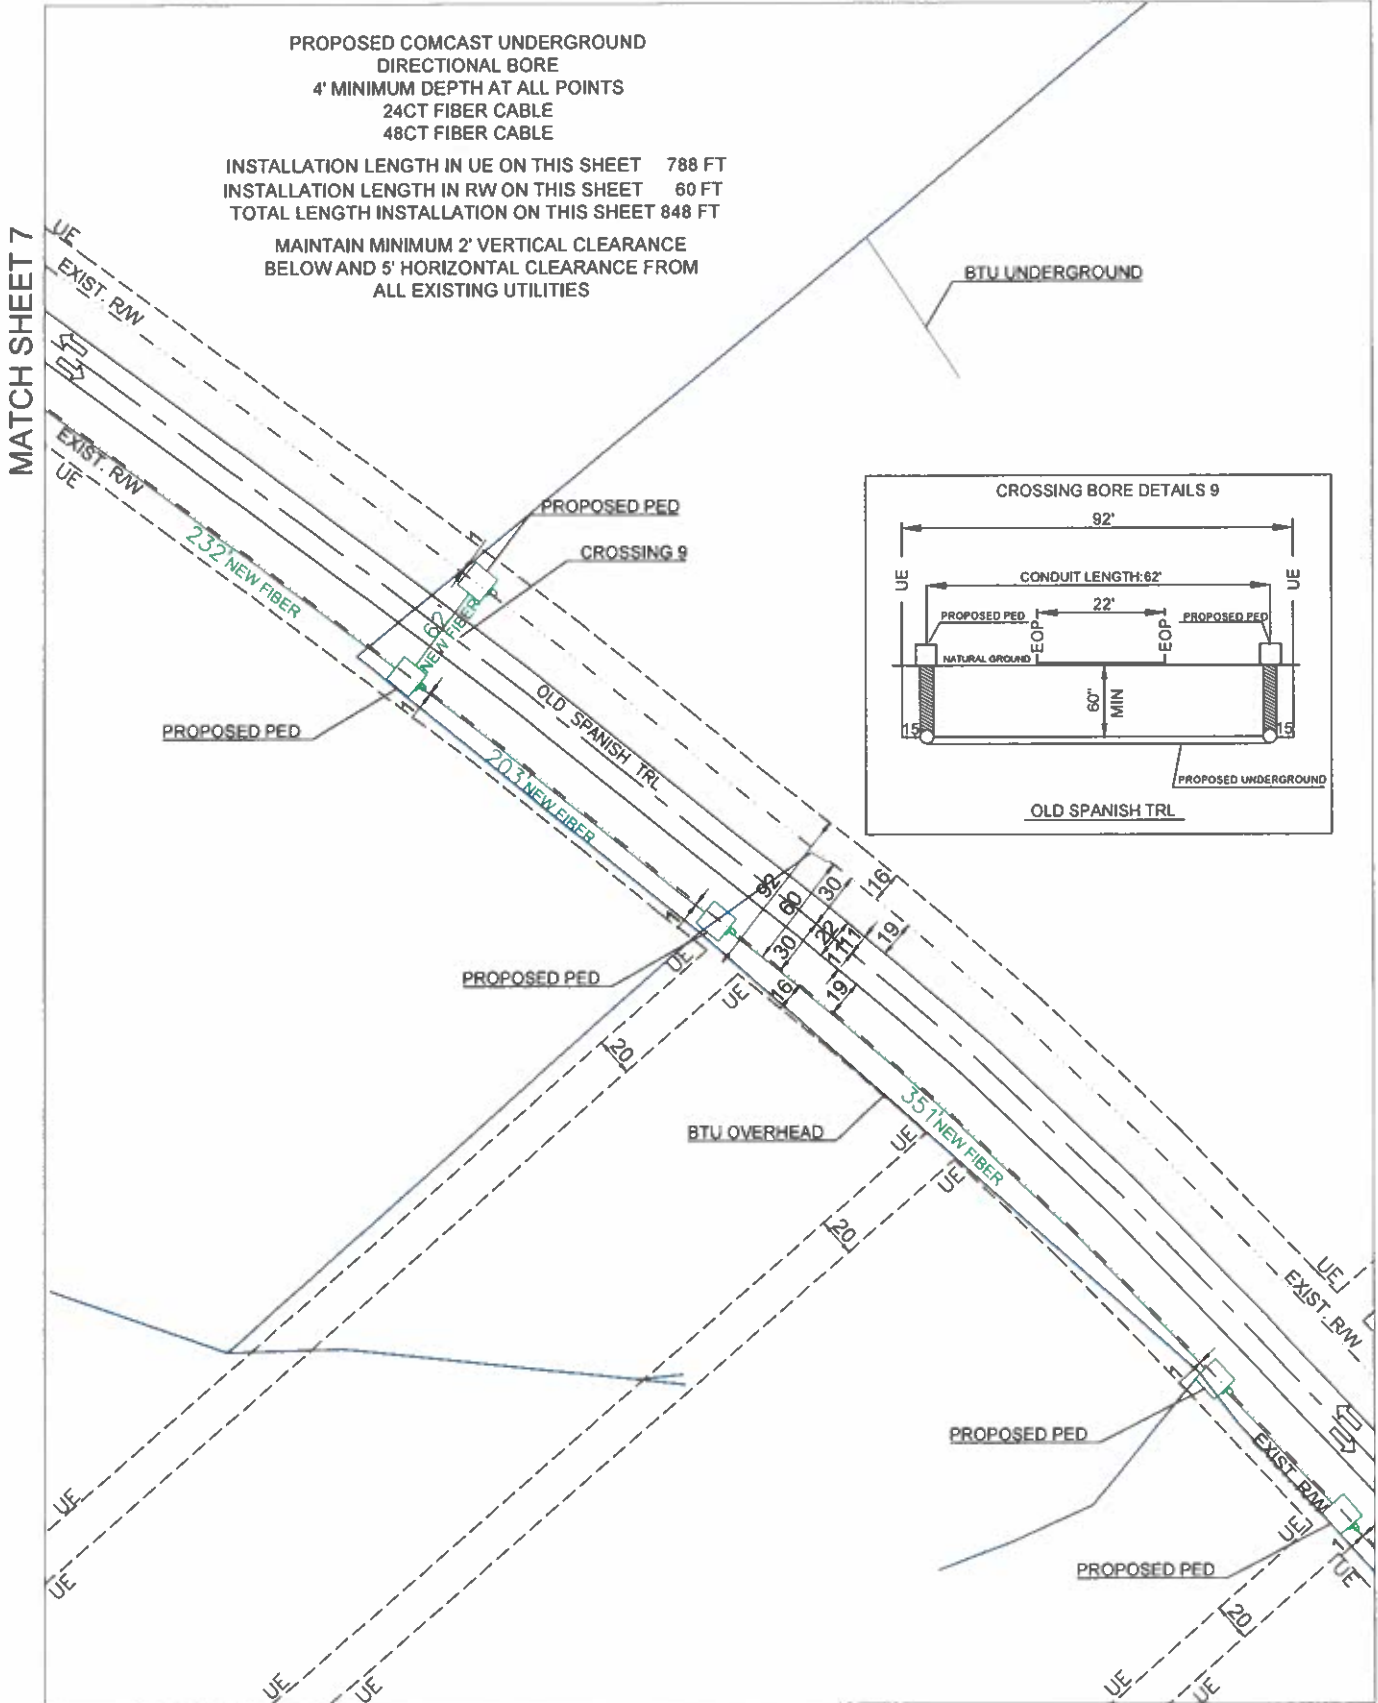 PROPOSED COMCAST UNDERGROUND
DIRECTIONAL BORE
4' MINIMUM DEPTH AT ALL POINTS
24CT FIBER CABLE
48CT FIBER CABLE
INSTALLATION LENGTH IN UE ON THIS SHEET 788 FT
INSTALLATION LENGTH IN RW ON THIS SHEET 60 FT
TOTAL LENGTH INSTALLATION ON THIS SHEET 848 FT
MAINTAIN MINIMUM 2' VERTICAL CLEARANCE
BELOW AND 5' HORIZONTAL CLEARANCE FROM
ALL EXISTING UTILITIES
MATCH SHEET 7
UE
EXIST. R/W
EXIST. R/W
UE
BTU UNDERGROUND
232' NEW FIBER
PROPOSED PED
CROSSING 9
1
62'
NEW FIBER
P
P
1
PROPOSED PED
OLD SPANISH TRL
203' NEW FIBER
CROSSING BORE DETAILS 9
92'
UE
CONDUIT LENGTH:62'
UE
22'
PROPOSED PED
EOP
EOP
PROPOSED PED
NATURAL GROUND
60"
MIN
15
15
PROPOSED UNDERGROUND
OLD SPANISH TRL
92
60
30
16
30
22
11
11
19
16
19
1
P
PROPOSED PED
UE
UE
20
351' NEW FIBER
BTU OVERHEAD
UE
UE
20
UE
EXIST. R/W
1
P
PROPOSED PED
EXIST. R/W
UE
P
1
UE
PROPOSED PED
20
UE
UE
UE
UE
UE
UE